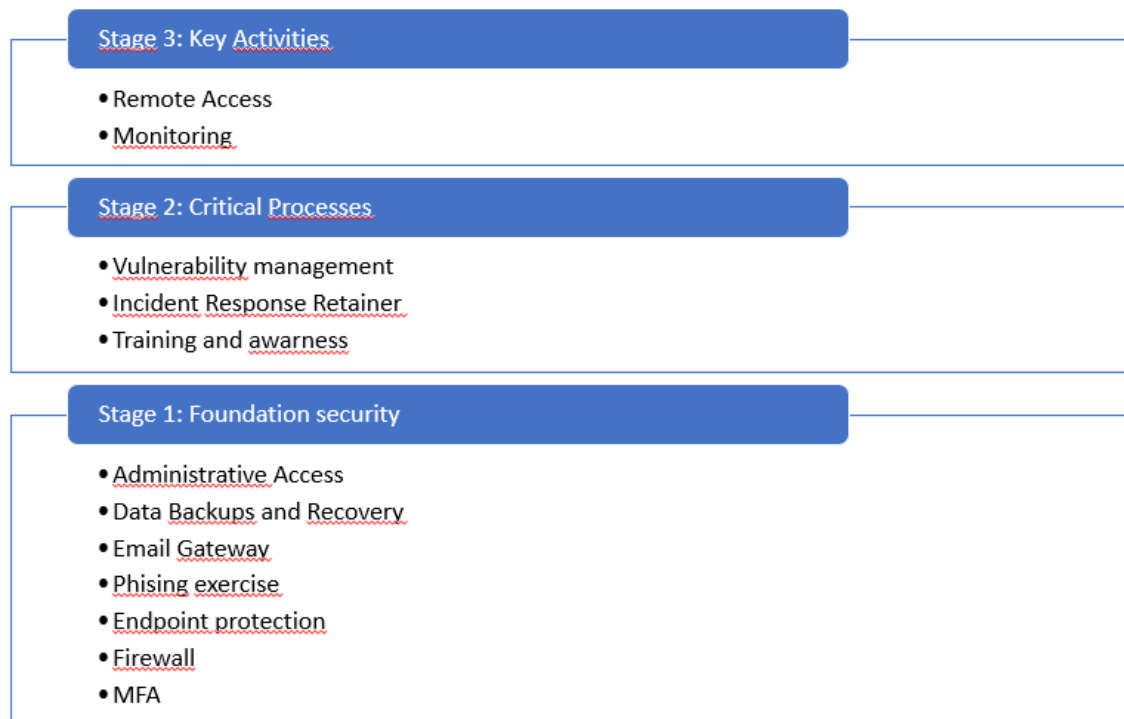 Stage 3: Key Activities
• Remote Access
• Monitoring
Stage 2: Critical Processes
• Vulnerability management
• Incident Response Retainer
• Training and awarness
Stage 1: Foundation security
• Administrative Access
• Data Backups and Recovery
• Email Gateway
• Phising exercise
• Endpoint protection
• Firewall
• MFA